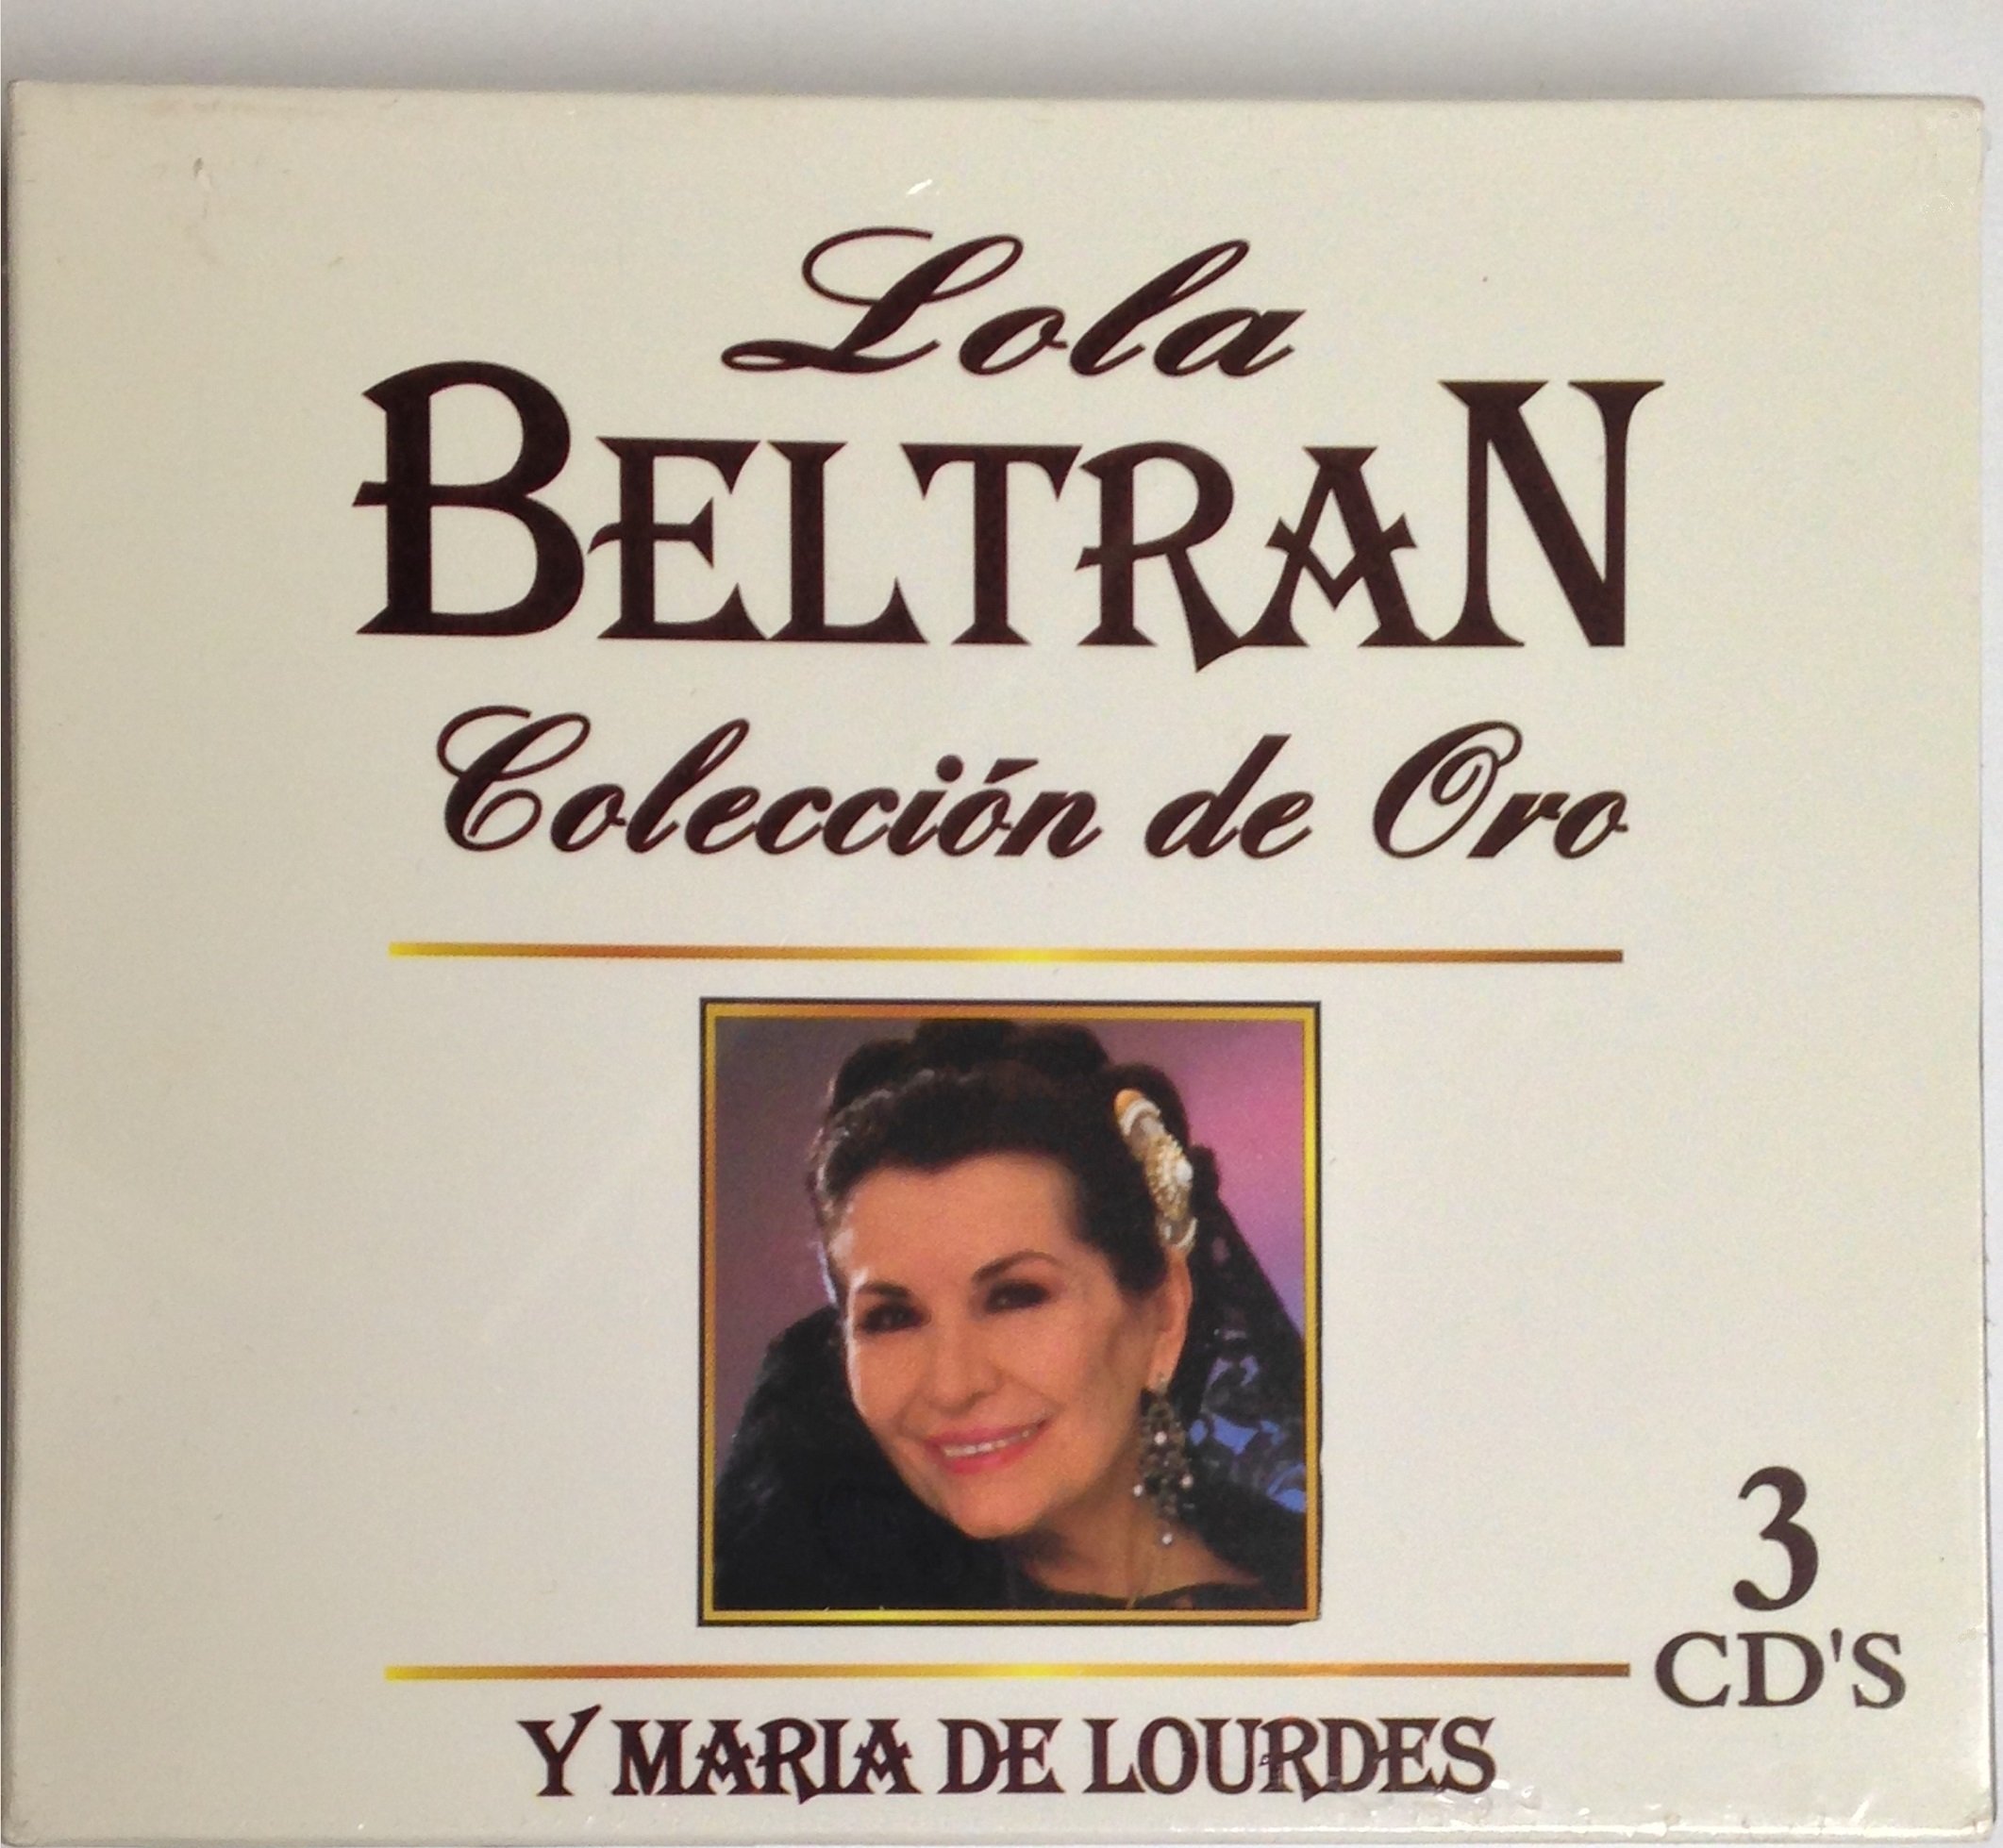 Lola
BELTRAN
Colección de Oro
3
CD'S
Y MARIA DE LOURDES